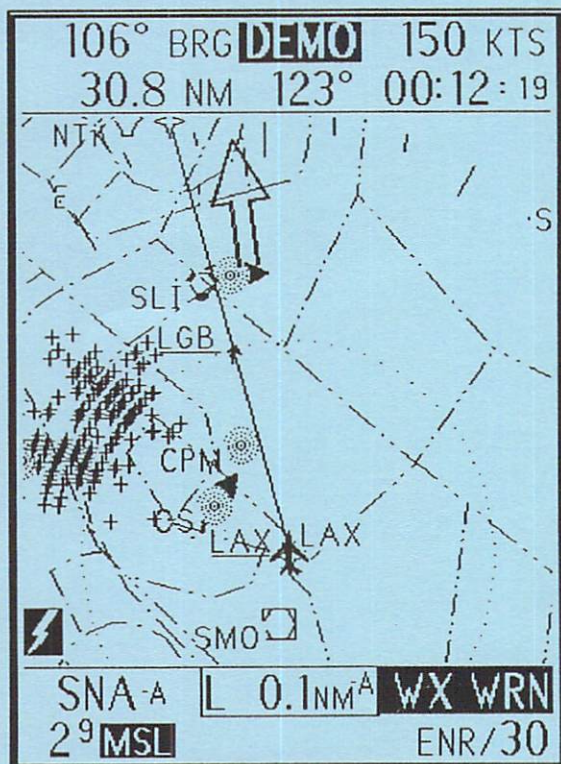 106° BRG DEMO 150 KTS
30.8 NM 123° 00:12:19
NTK
E
S
SLI
LGB
CPM
CSJ
LAX LAX
SMO
SNA-A L 0.1NM-A WX WRN
2⁹ MSL ENR/30